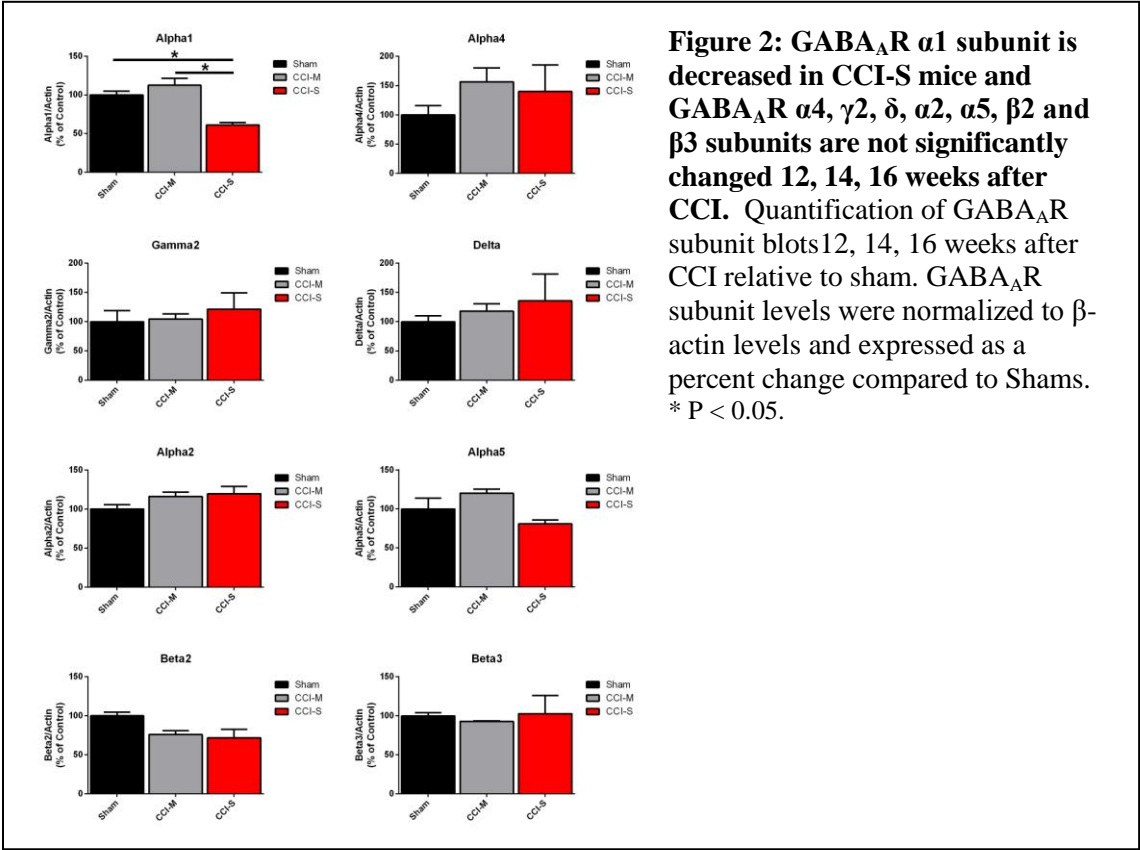 Alpha1
*
*
Alpha1/Actin
(% of Control)
150
100
50
0
Sham
CCI-M
CCI-S
Sham
CCI-M
CCI-S
Alpha4
Alpha4/Actin
(% of Control)
200
150
100
50
0
Sham
CCI-M
CCI-S
Sham
CCI-M
CCI-S
Gamma2
Gamma2/Actin
(% of Control)
200
150
100
50
0
Sham
CCI-M
CCI-S
Sham
CCI-M
CCI-S
Delta
Delta/Actin
(% of Control)
200
150
100
50
0
Sham
CCI-M
CCI-S
Sham
CCI-M
CCI-S
Alpha2
Alpha2/Actin
(% of Control)
150
100
50
0
Sham
CCI-M
CCI-S
Sham
CCI-M
CCI-S
Alpha5
Alpha5/Actin
(% of Control)
150
100
50
0
Sham
CCI-M
CCI-S
Sham
CCI-M
CCI-S
Beta2
Beta2/Actin
(% of Control)
150
100
50
0
Sham
CCI-M
CCI-S
Sham
CCI-M
CCI-S
Beta3
Beta3/Actin
(% of Control)
150
100
50
0
Sham
CCI-M
CCI-S
Sham
CCI-M
CCI-S
Figure 2: GABA_AR α1 subunit is
decreased in CCI-S mice and
GABA_AR α4, γ2, δ, α2, α5, β2 and
β3 subunits are not significantly
changed 12, 14, 16 weeks after
CCI. Quantification of GABA_AR
subunit blots12, 14, 16 weeks after
CCI relative to sham. GABA_AR
subunit levels were normalized to β-
actin levels and expressed as a
percent change compared to Shams.
* P < 0.05.